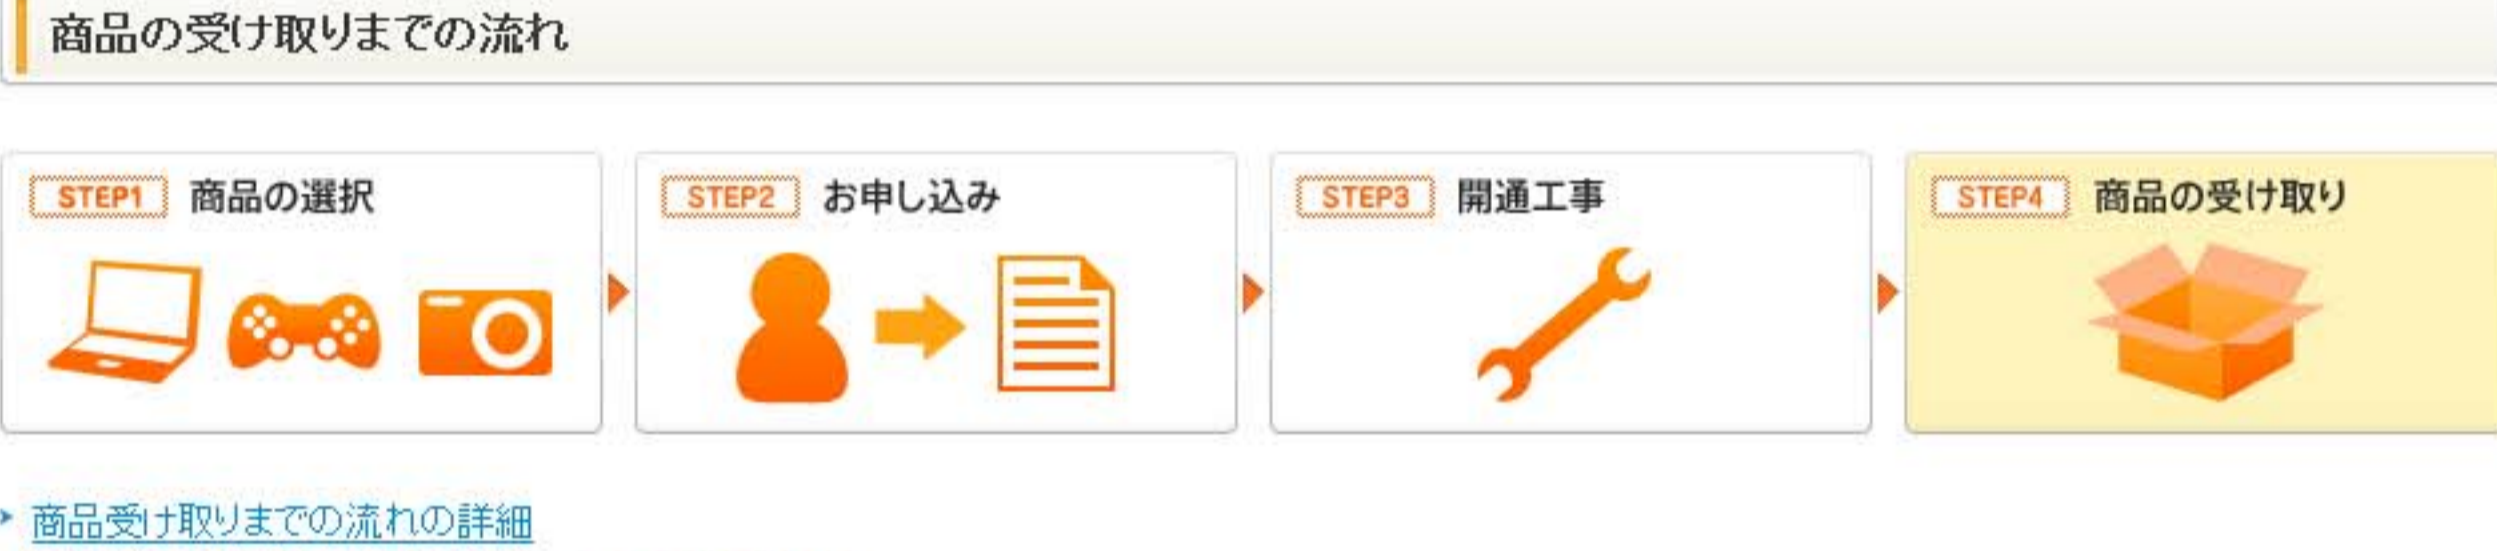 商品の受け取りまでの流れ
STEP1 商品の選択
STEP2 お申し込み
STEP3 開通工事
STEP4 商品の受け取り
商品受け取りまでの流れの詳細